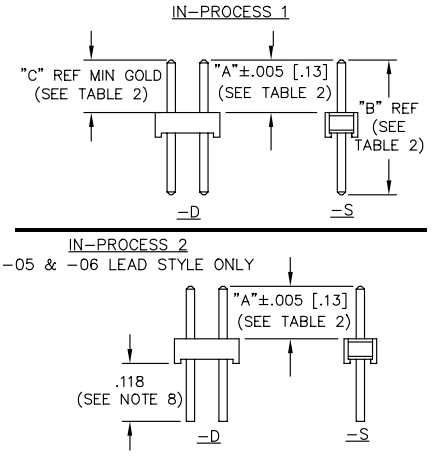 IN-PROCESS 1
"C" REF MIN GOLD
(SEE TABLE 2)
"A"±.005 [.13]
(SEE TABLE 2)
"B" REF
(SEE
TABLE 2)
-D
-S
IN-PROCESS 2
-05 & -06 LEAD STYLE ONLY
"A"±.005 [.13]
(SEE TABLE 2)
.118
(SEE NOTE 8)
-D
-S